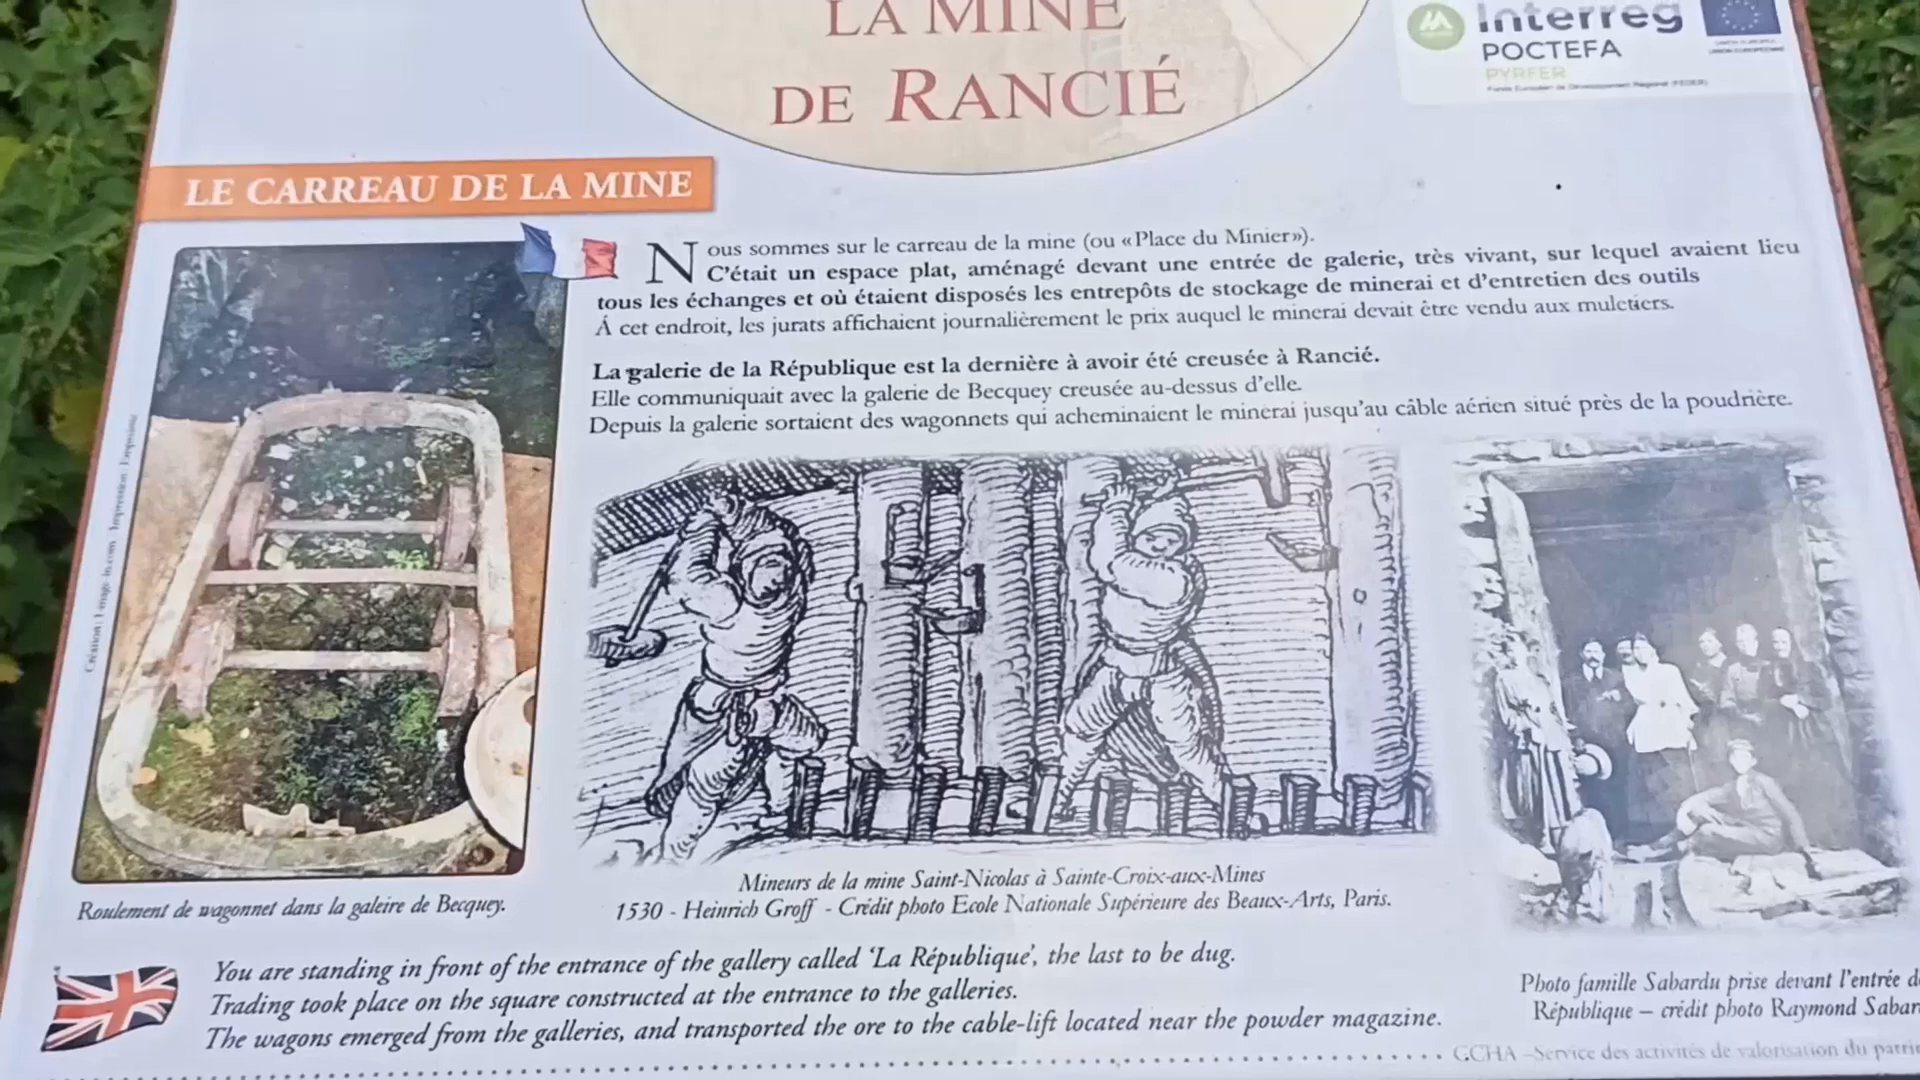 LA MINE
DE RANCIÉ
Interreg
POCTEFA
PYRFER
Fonds Européen de Développement Régional (FEDER)
UNION EUROPÉENNE
LE CARREAU DE LA MINE
Nous sommes sur le carreau de la mine (ou «Place du Minier»).
C'était un espace plat, aménagé devant une entrée de galerie, très vivant, sur lequel avaient lieu
tous les échanges et où étaient disposés les entrepôts de stockage de minerai et d'entretien des outils
Á cet endroit, les jurats affichaient journalièrement le prix auquel le minerai devait être vendu aux muletiers.
La galerie de la République est la dernière à avoir été creusée à Rancié.
Elle communiquait avec la galerie de Becquey creusée au-dessus d'elle.
Depuis la galerie sortaient des wagonnets qui acheminaient le minerai jusqu'au câble aérien situé près de la poudrière.
Roulement de wagonnet dans la galeire de Becquey.
Mineurs de la mine Saint-Nicolas à Sainte-Croix-aux-Mines
1530 - Heinrich Groff - Crédit photo Ecole Nationale Supérieure des Beaux-Arts, Paris.
You are standing in front of the entrance of the gallery called 'La République', the last to be dug.
Trading took place on the square constructed at the entrance to the galleries.
The wagons emerged from the galleries, and transported the ore to the cable-lift located near the powder magazine.
Photo famille Sabardu prise devant l'entrée
République – crédit photo Raymond
GCHA –Service des activités de valorisation du